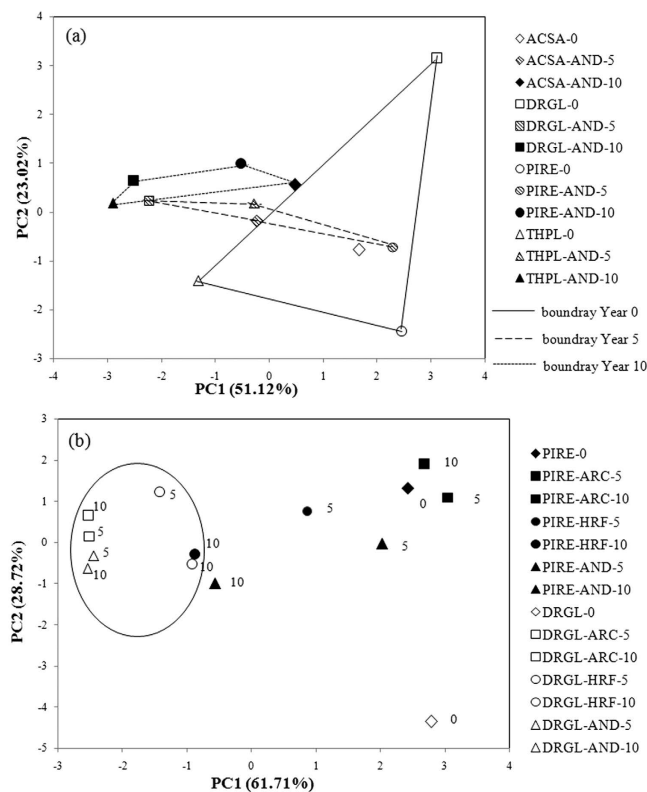 (a)
4
3
2
1
0
-1
-2
-3
PC2 (23.02%)
-4 -3 -2 -1 0 1 2 3 4
PC1 (51.12%)
ACSA-0
ACSA-AND-5
ACSA-AND-10
DRGL-0
DRGL-AND-5
DRGL-AND-10
PIRE-0
PIRE-AND-5
PIRE-AND-10
THPL-0
THPL-AND-5
THPL-AND-10
boundray Year 0
boundray Year 5
boundray Year 10
(b)
3
2
1
0
-1
-2
-3
-4
-5
PC2 (28.72%)
10
5
5
10
5
10
10
10
5
5
10
0
5
0
-3 -2 -1 0 1 2 3 4
PC1 (61.71%)
PIRE-0
PIRE-ARC-5
PIRE-ARC-10
PIRE-HRF-5
PIRE-HRF-10
PIRE-AND-5
PIRE-AND-10
DRGL-0
DRGL-ARC-5
DRGL-ARC-10
DRGL-HRF-5
DRGL-HRF-10
DRGL-AND-5
DRGL-AND-10